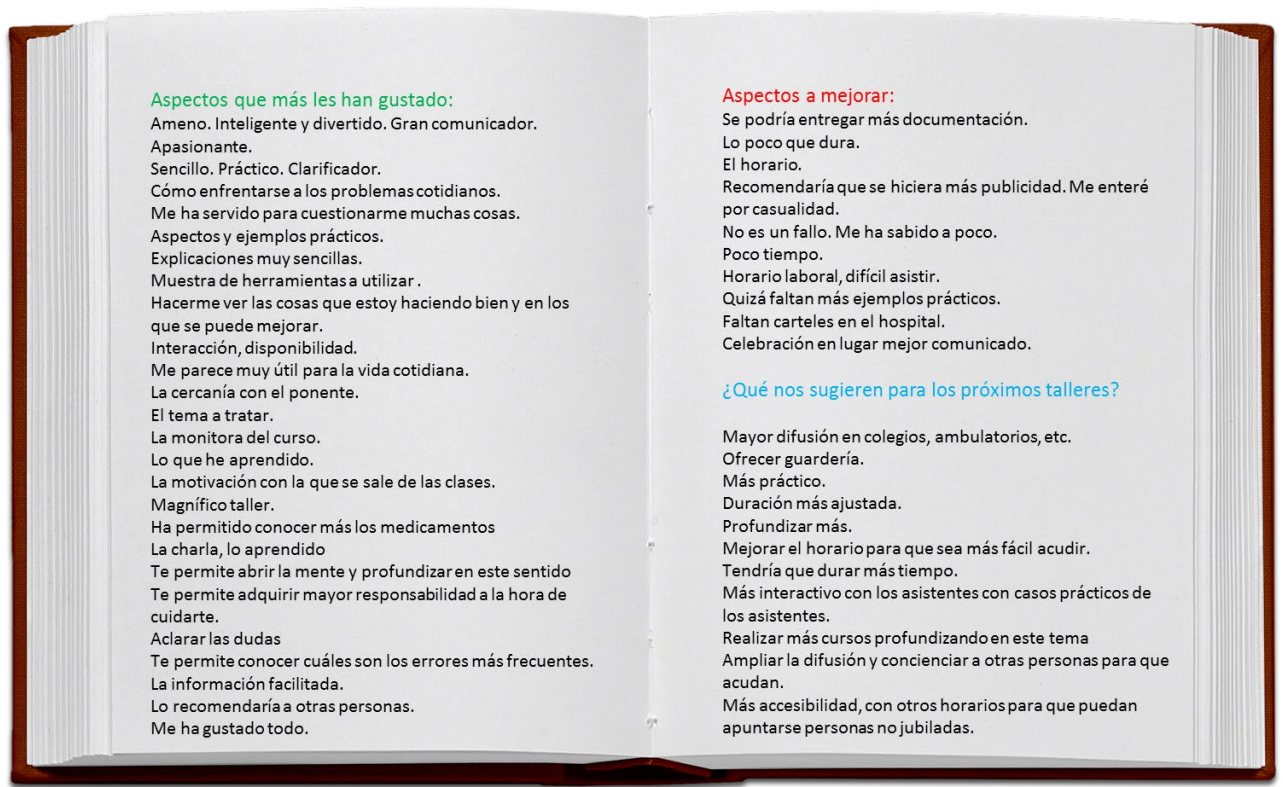 Aspectos que más les han gustado:
Ameno. Inteligente y divertido. Gran comunicador.
Apasionante.
Sencillo. Práctico. Clarificador.
Cómo enfrentarse a los problemas cotidianos.
Me ha servido para cuestionarme muchas cosas.
Aspectos y ejemplos prácticos.
Explicaciones muy sencillas.
Muestra de herramientas a utilizar .
Hacerme ver las cosas que estoy haciendo bien y en los
que se puede mejorar.
Interacción, disponibilidad.
Me parece muy útil para la vida cotidiana.
La cercanía con el ponente.
El tema a tratar.
La monitora del curso.
Lo que he aprendido.
La motivación con la que se sale de las clases.
Magnífico taller.
Ha permitido conocer más los medicamentos
La charla, lo aprendido
Te permite abrir la mente y profundizar en este sentido
Te permite adquirir mayor responsabilidad a la hora de
cuidarte.
Aclarar las dudas
Te permite conocer cuáles son los errores más frecuentes.
La información facilitada.
Lo recomendaría a otras personas.
Me ha gustado todo.
Aspectos a mejorar:
Se podría entregar más documentación.
Lo poco que dura.
El horario.
Recomendaría que se hiciera más publicidad. Me enteré
por casualidad.
No es un fallo. Me ha sabido a poco.
Poco tiempo.
Horario laboral, difícil asistir.
Quizá faltan más ejemplos prácticos.
Faltan carteles en el hospital.
Celebración en lugar mejor comunicado.
¿Qué nos sugieren para los próximos talleres?
Mayor difusión en colegios, ambulatorios, etc.
Ofrecer guardería.
Más práctico.
Duración más ajustada.
Profundizar más.
Mejorar el horario para que sea más fácil acudir.
Tendría que durar más tiempo.
Más interactivo con los asistentes con casos prácticos de
los asistentes.
Realizar más cursos profundizando en este tema
Ampliar la difusión y concienciar a otras personas para que
acudan.
Más accesibilidad, con otros horarios para que puedan
apuntarse personas no jubiladas.